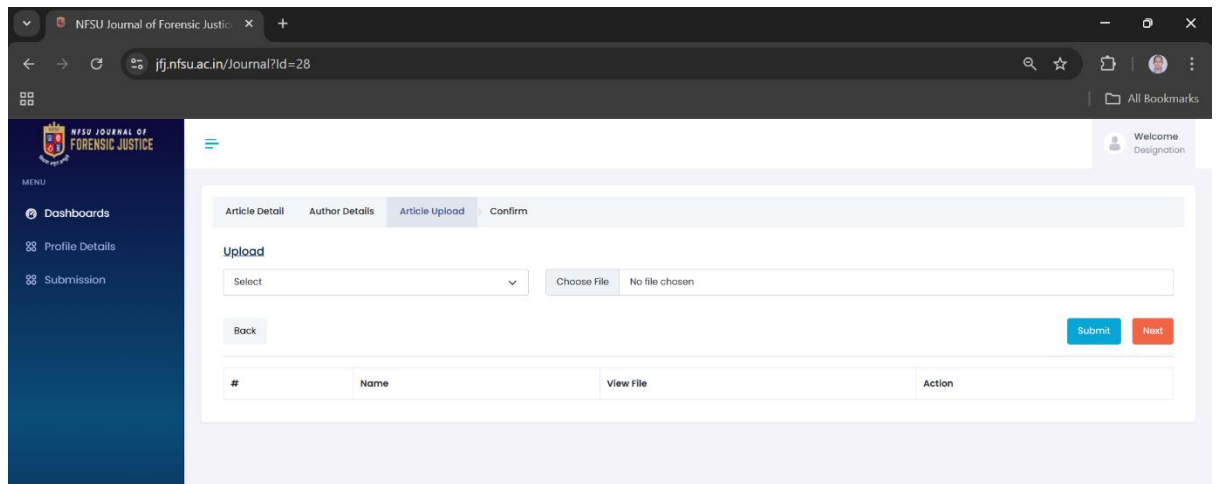 NFSU Journal of Forensic Justic
jfj.nfsu.ac.in/Journal?Id=28
All Bookmarks
NFSU JOURNAL OF
FORENSIC JUSTICE
Welcome
Designation
MENU
Dashboards
Profile Details
Submission
Article Detail Author Details Article Upload Confirm
Upload
Select Choose File No file chosen
Back Submit Next
# Name View File Action